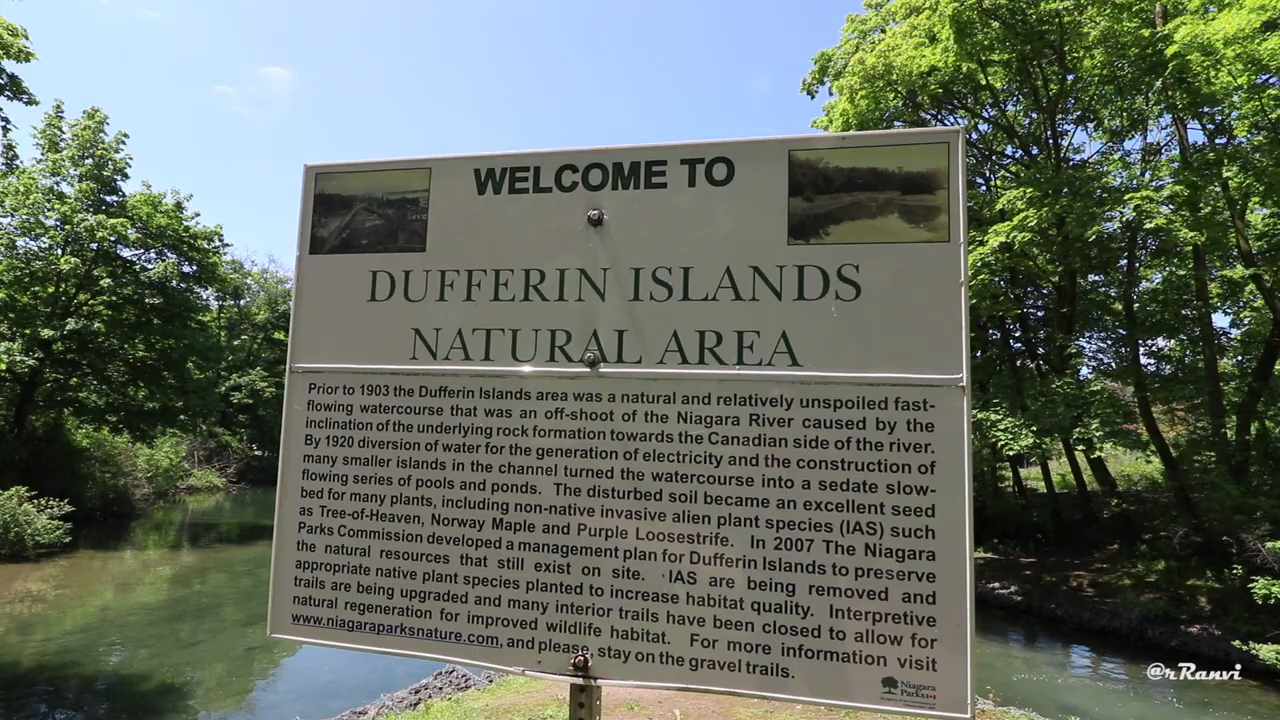 WELCOME TO
DUFFERIN ISLANDS
NATURAL AREA
Prior to 1903 the Dufferin Islands area was a natural and relatively unspoiled fast-
flowing watercourse that was an off-shoot of the Niagara River caused by the
inclination of the underlying rock formation towards the Canadian side of the river.
By 1920 diversion of water for the generation of electricity and the construction of
many smaller islands in the channel turned the watercourse into a sedate slow-
flowing series of pools and ponds. The disturbed soil became an excellent seed
bed for many plants, including non-native invasive alien plant species (IAS) such
as Tree-of-Heaven, Norway Maple and Purple Loosestrife. In 2007 The Niagara
Parks Commission developed a management plan for Dufferin Islands to preserve
the natural resources that still exist on site. IAS are being removed and
appropriate native plant species planted to increase habitat quality. Interpretive
trails are being upgraded and many interior trails have been closed to allow for
natural regeneration for improved wildlife habitat. For more information visit
www.niagaraparksnature.com, and please, stay on the gravel trails.
Niagara
Parks
@rRanvi